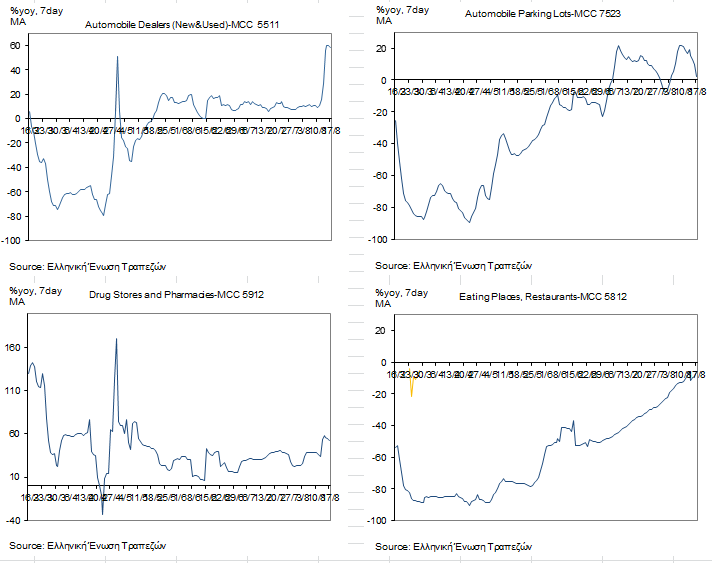 %yoy, 7day
MA
Automobile Dealers (New&Used)-MCC 5511
60
40
20
0
-20
-40
-60
-80
-100
Source: Ελληνική Ένωση Τραπεζών
%yoy, 7day
MA
Automobile Parking Lots-MCC 7523
20
0
-20
-40
-60
-80
-100
Source: Ελληνική Ένωση Τραπεζών
%yoy, 7day
MA
Drug Stores and Pharmacies-MCC 5912
160
110
60
10
-40
Source: Ελληνική Ένωση Τραπεζών
%yoy, 7day
MA
Eating Places, Restaurants-MCC 5812
20
0
-20
-40
-60
-80
-100
Source: Ελληνική Ένωση Τραπεζών